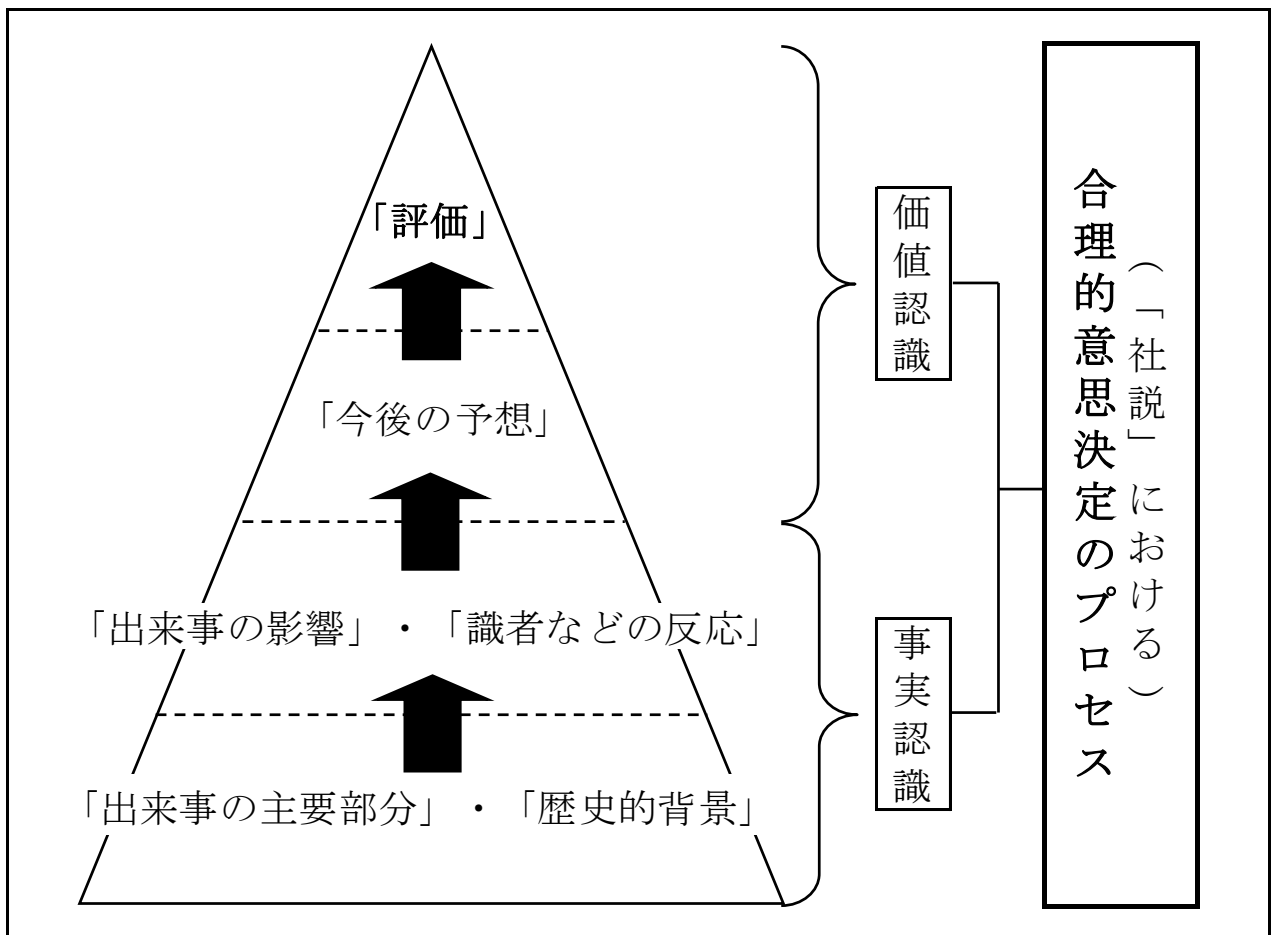 「評価」
「今後の予想」
「出来事の影響」・「識者などの反応」
「出来事の主要部分」・「歴史的背景」
価値認識
事実認識
（「社説」における）
合理的意思決定のプロセス